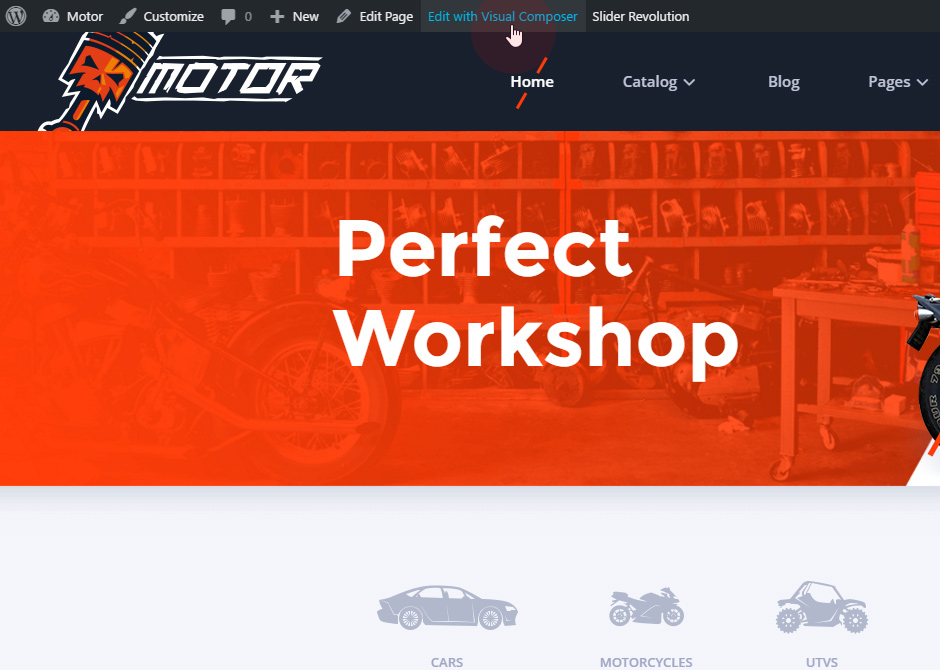 Motor Customize 0 New Edit Page Edit with Visual Composer Slider Revolution
MOTOR
Home Catalog Blog Pages
Perfect
Workshop
CARS MOTORCYCLES UTVS